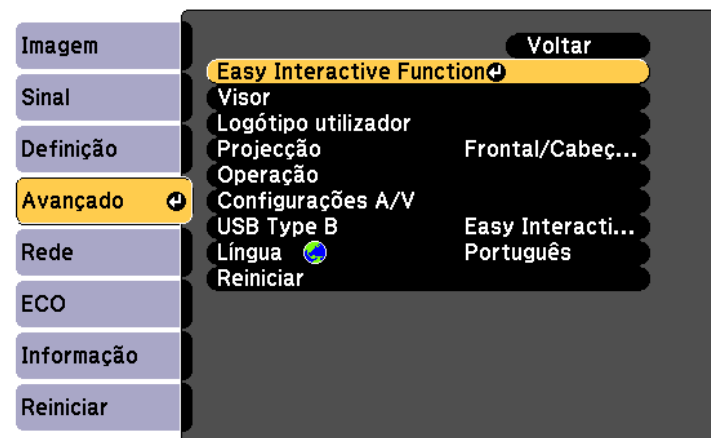 Imagem
Sinal
Definição
Avançado
Rede
ECO
Informação
Reiniciar
Voltar
Easy Interactive Function
Visor
Logótipo utilizador
Projecção Frontal/Cabeç...
Operação
Configurações A/V
USB Type B Easy Interacti...
Língua Português
Reiniciar